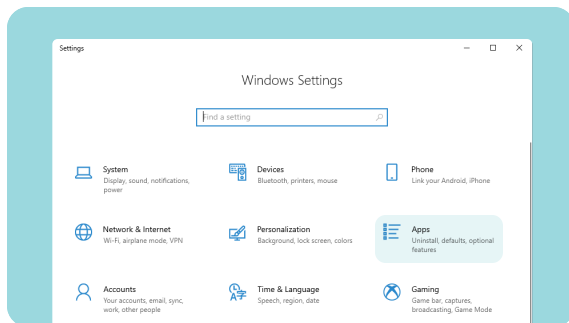 Settings
Windows Settings
Find a setting
System
Display, sound, notifications,
power
Devices
Bluetooth, printers, mouse
Phone
Link your Android, iPhone
Network & Internet
Wi-Fi, airplane mode, VPN
Personalization
Background, lock screen, colors
Apps
Uninstall, defaults, optional
features
Accounts
Your accounts, email, sync,
work, other people
Time & Language
Speech, region, date
Gaming
Game bar, captures,
broadcasting, Game Mode